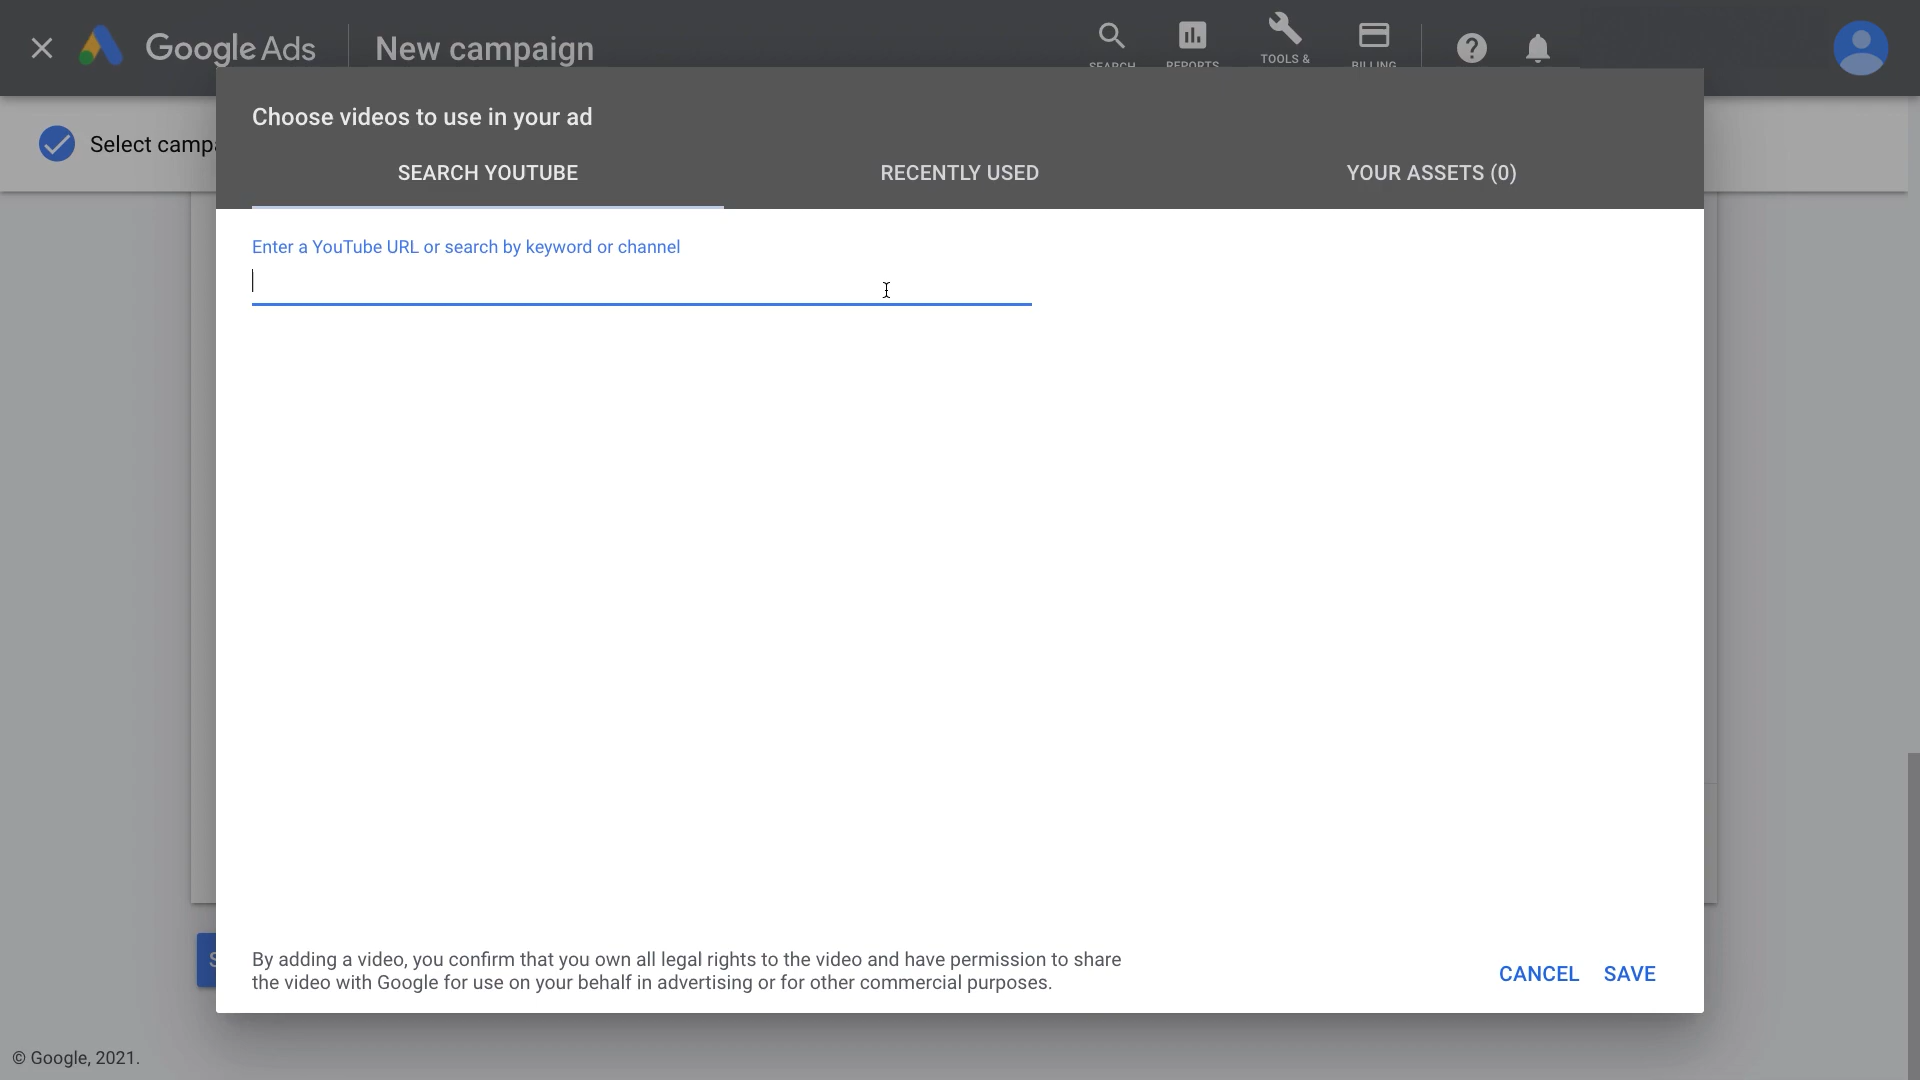 Google Ads
New campaign
SEARCH
REPORTS
TOOLS &
BILLING
Choose videos to use in your ad
Select campa
SEARCH YOUTUBE
RECENTLY USED
YOUR ASSETS (0)
Enter a YouTube URL or search by keyword or channel
By adding a video, you confirm that you own all legal rights to the video and have permission to share
the video with Google for use on your behalf in advertising or for other commercial purposes.
CANCEL
SAVE
S
© Google, 2021.